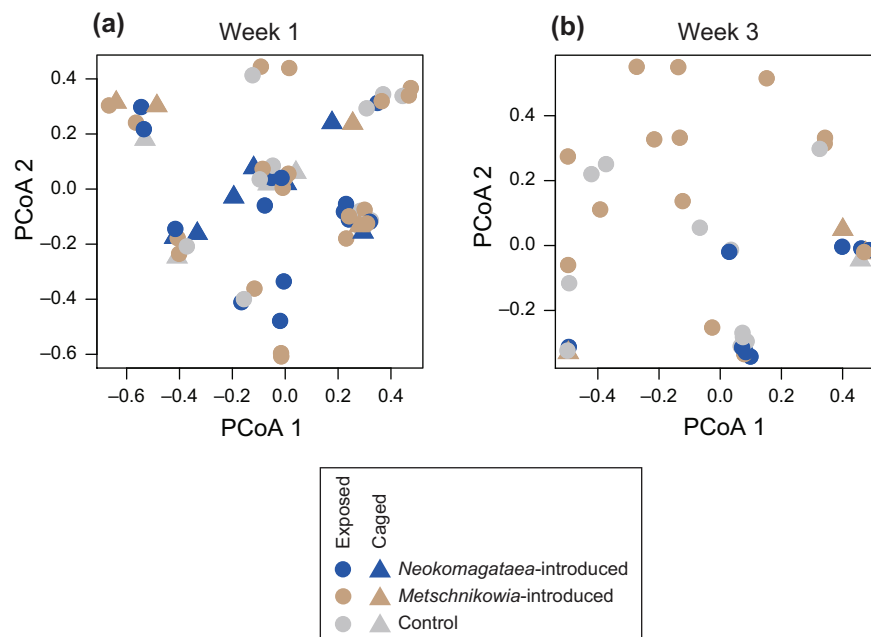 (a)
Week 1
PCoA 2
0.4
0.2
0.0
−0.2
−0.4
−0.6
−0.6 −0.4 −0.2 0.0 0.2 0.4
PCoA 1
(b)
Week 3
PCoA 2
0.4
0.2
0.0
−0.2
−0.4 −0.2 0.0 0.2 0.4
PCoA 1
Exposed
Caged
Neokomagataea-introduced
Metschnikowia-introduced
Control